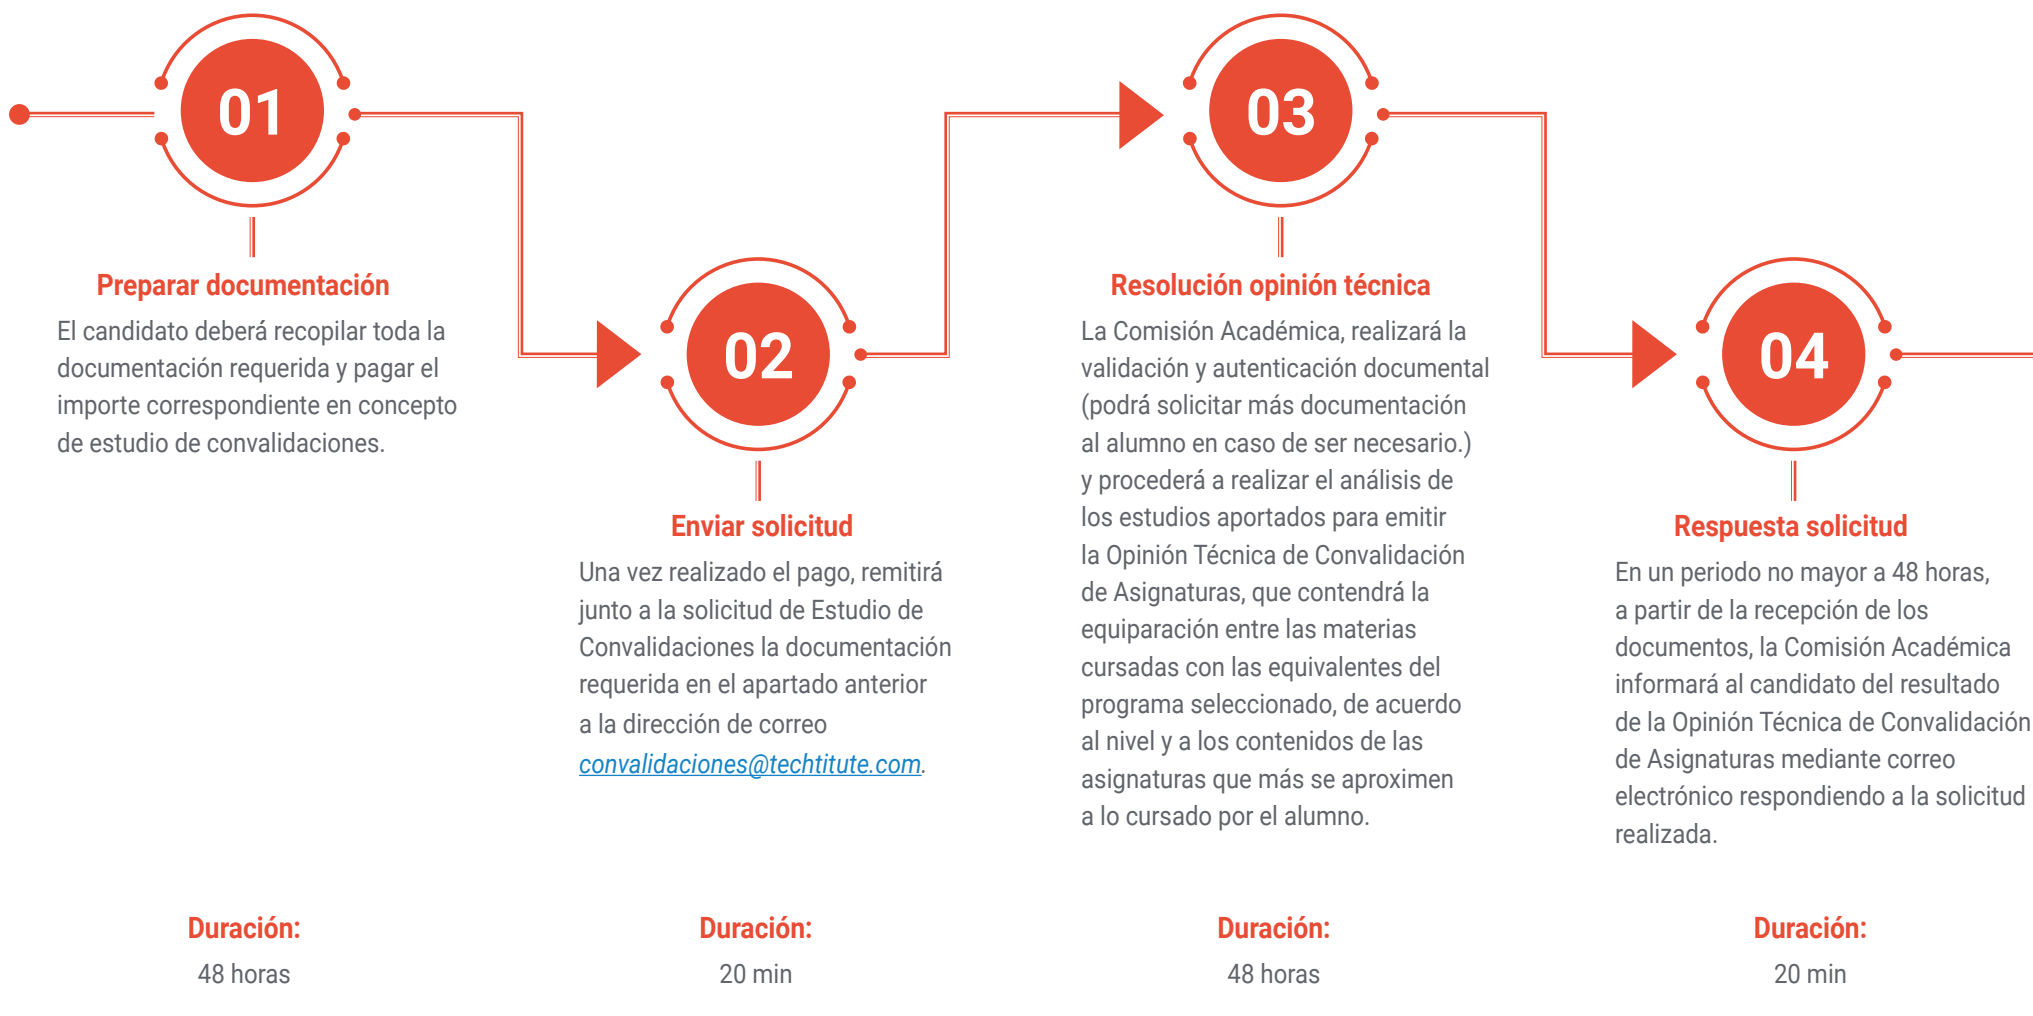 01
Preparar documentación
El candidato deberá recopilar toda la
documentación requerida y pagar el
importe correspondiente en concepto
de estudio de convalidaciones.
Duración:
48 horas
02
Enviar solicitud
Una vez realizado el pago, remitirá
junto a la solicitud de Estudio de
Convalidaciones la documentación
requerida en el apartado anterior
a la dirección de correo
convalidaciones@techtitute.com.
Duración:
20 min
03
Resolución opinión técnica
La Comisión Académica, realizará la
validación y autenticación documental
(podrá solicitar más documentación
al alumno en caso de ser necesario.)
y procederá a realizar el análisis de
los estudios aportados para emitir
la Opinión Técnica de Convalidación
de Asignaturas, que contendrá la
equiparación entre las materias
cursadas con las equivalentes del
programa seleccionado, de acuerdo
al nivel y a los contenidos de las
asignaturas que más se aproximen
a lo cursado por el alumno.
Duración:
48 horas
04
Respuesta solicitud
En un periodo no mayor a 48 horas,
a partir de la recepción de los
documentos, la Comisión Académica
informará al candidato del resultado
de la Opinión Técnica de Convalidación
de Asignaturas mediante correo
electrónico respondiendo a la solicitud
realizada.
Duración:
20 min